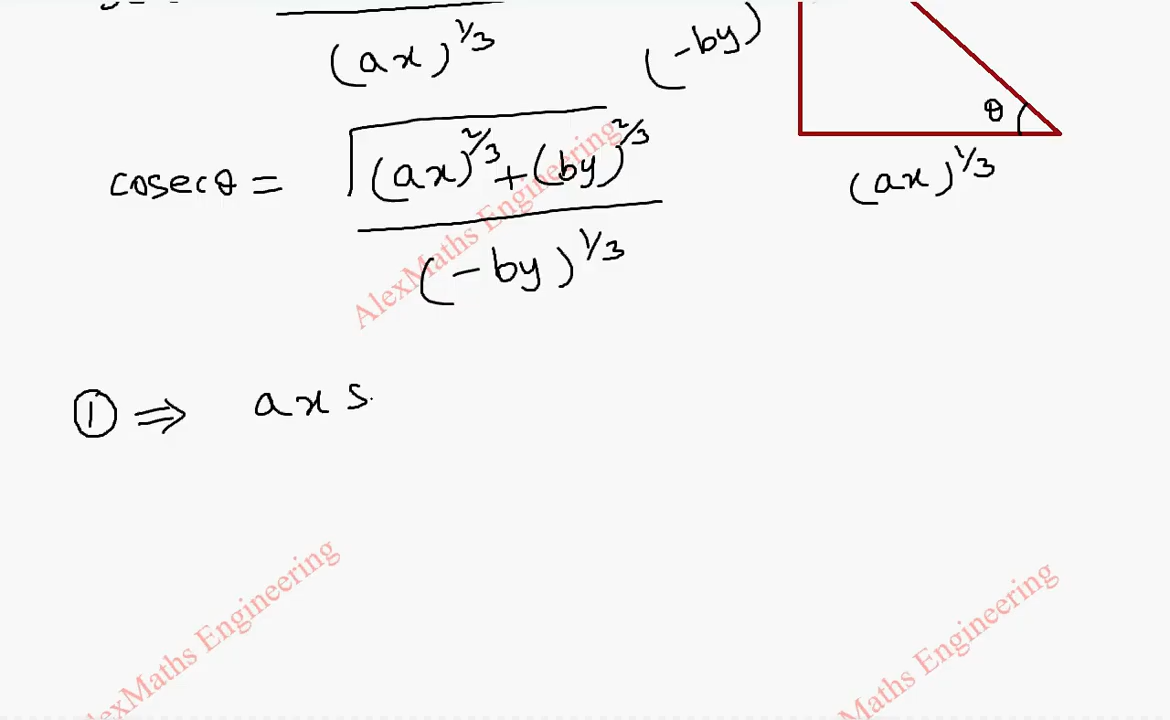 (ax)^1/3
(-by)
θ
cosecθ = √(ax)^2/3 + (by)^2/3 / (-by)^1/3
(ax)^1/3
① ⇒ ax s
AlexMaths Engineering
AlexMaths Engineering
Maths Engineering